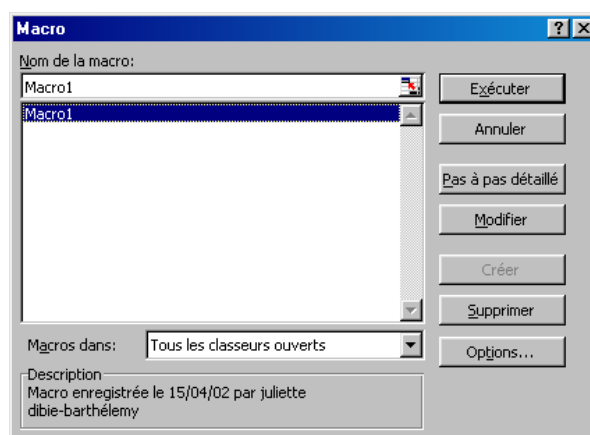 Macro
Nom de la macro:
Macro1
Macro1
Exécuter
Annuler
Pas à pas détaillé
Modifier
Créer
Supprimer
Options...
Macros dans: Tous les classeurs ouverts
Description
Macro enregistrée le 15/04/02 par juliette
dibie-barthélemy